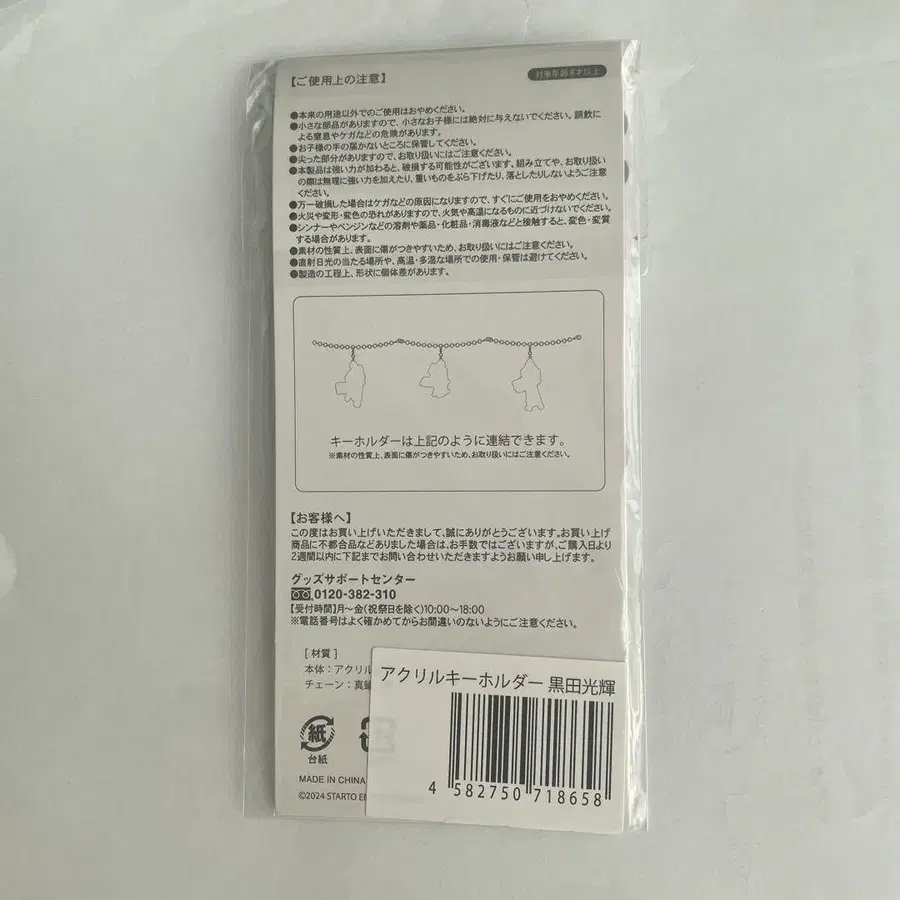 【ご使用上の注意】
対象年齢8才以上
●本来の用途以外でのご使用はおやめください。
●小さな部品がありますので、小さなお子様には絶対に与えないでください。誤飲に
よる窒息やケガなどの危険があります。
●お子様の手の届かないところに保管してください。
●尖った部分がありますので、お取り扱いにはご注意ください。
●本製品は強い力が加わると、破損する可能性がございます。組み立てや、お取り扱い
の際は無理に強い力を加えたり、重いものをぶら下げたり、落としたりしないようご注意
ください。
●万一破損した場合はケガなどの原因になりますので、すぐにご使用をおやめください。
●火災や変形・変色の恐れがありますので、火気や高温になるものに近づけないでください。
●シンナーやベンジンなどの溶剤や薬品・化粧品・消毒液などと接触すると、変色・変質
する場合があります。
●素材の性質上、表面に傷がつきやすいため、お取り扱いにはご注意ください。
●直射日光の当たる場所や、高温・多湿な場所での使用・保管は避けてください。
●製造の工程上、形状に個体差があります。
キーホルダーは上記のように連結できます。
※素材の性質上、表面に傷がつきやすいため、お取り扱いにはご注意ください。
【お客様へ】
この度はお買い上げいただきまして、誠にありがとうございます。お買い上げ
商品に不都合品などありました場合は、お手数ではございますが、ご購入日より
2週間以内に下記までお問い合わせいただきますようお願い申し上げます。
グッズサポートセンター
0120-382-310
【受付時間】月～金(祝祭日を除く)10:00～18:00
※電話番号はよく確かめてからお間違いのないようにご注意ください。
[材質]
本体：アクリル
チェーン：真鍮
アクリルキーホルダー 黒田光輝
紙
台紙
MADE IN CHINA
©2024 STARTO EN
4 582750 718658